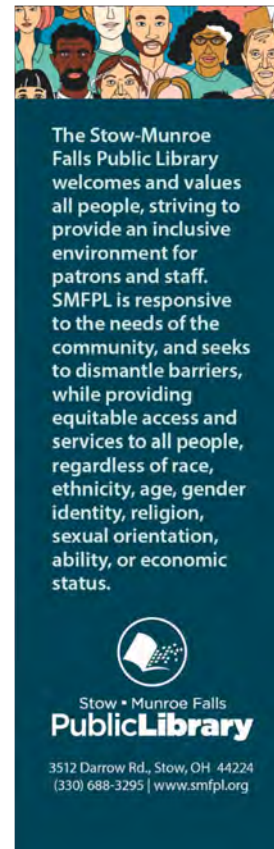 The Stow-Munroe
Falls Public Library
welcomes and values
all people, striving to
provide an inclusive
environment for
patrons and staff.
SMFPL is responsive
to the needs of the
community, and seeks
to dismantle barriers,
while providing
equitable access and
services to all people,
regardless of race,
ethnicity, age, gender
identity, religion,
sexual orientation,
ability, or economic
status.
Stow ▪ Munroe Falls
PublicLibrary
3512 Darrow Rd., Stow, OH 44224
(330) 688-3295 | www.smfpl.org